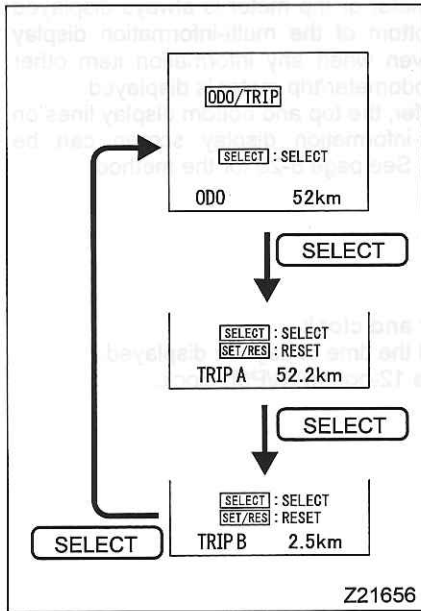 ODO/TRIP
SELECT : SELECT
ODO 52km
SELECT
SELECT : SELECT
SET/RES : RESET
TRIP A 52.2km
SELECT
SELECT : SELECT
SET/RES : RESET
TRIP B 2.5km
SELECT
Z21656